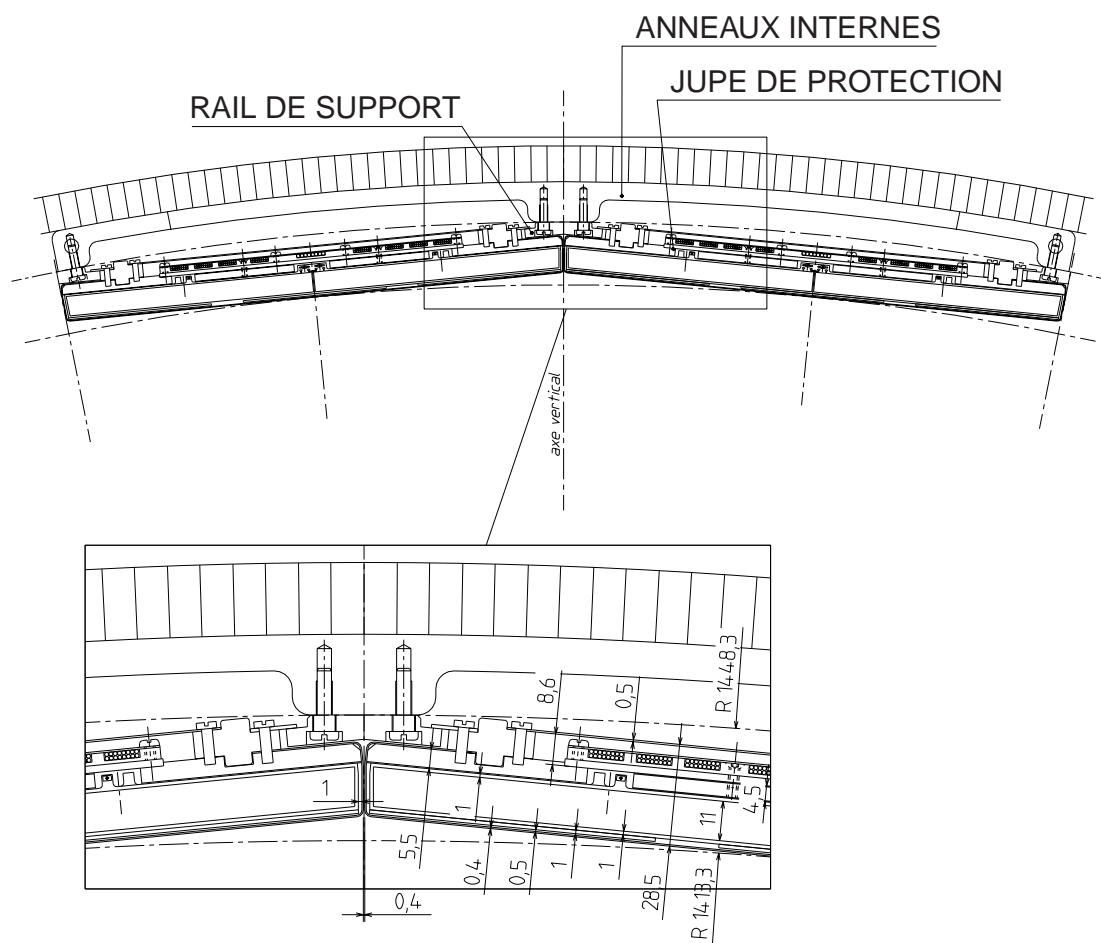 ANNEAUX INTERNES
JUPE DE PROTECTION
RAIL DE SUPPORT
axe vertical
R 1448,3
8,6
0,5
1
1
5,5
0,4
0,5
1
1
28,5
11
4,5
R 1413,3
0,4